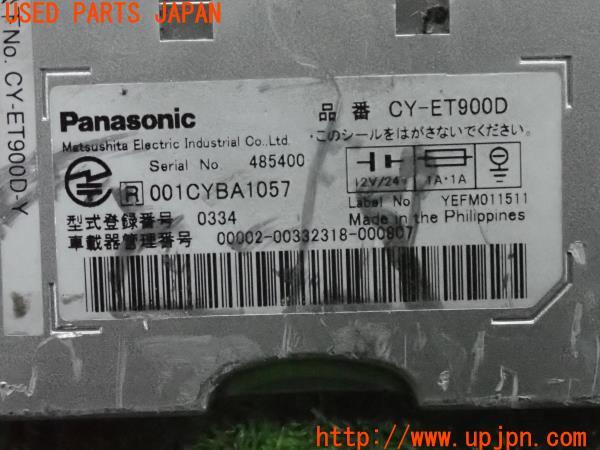 USED PARTS JAPAN
No. CY-ET900D-Y
Panasonic
Matsushita Electric Industrial Co.,Ltd.
Serial No. 485400
R 001CYBA1057
型式登録番号 0334
車載器管理番号 00002-00332318-000807
品 番 CY-ET900D
このシールをはがさないでください。
12V/24V
1A・1A
Label No YEFM011511
Made in the Philippines
http://www.upjpn.com